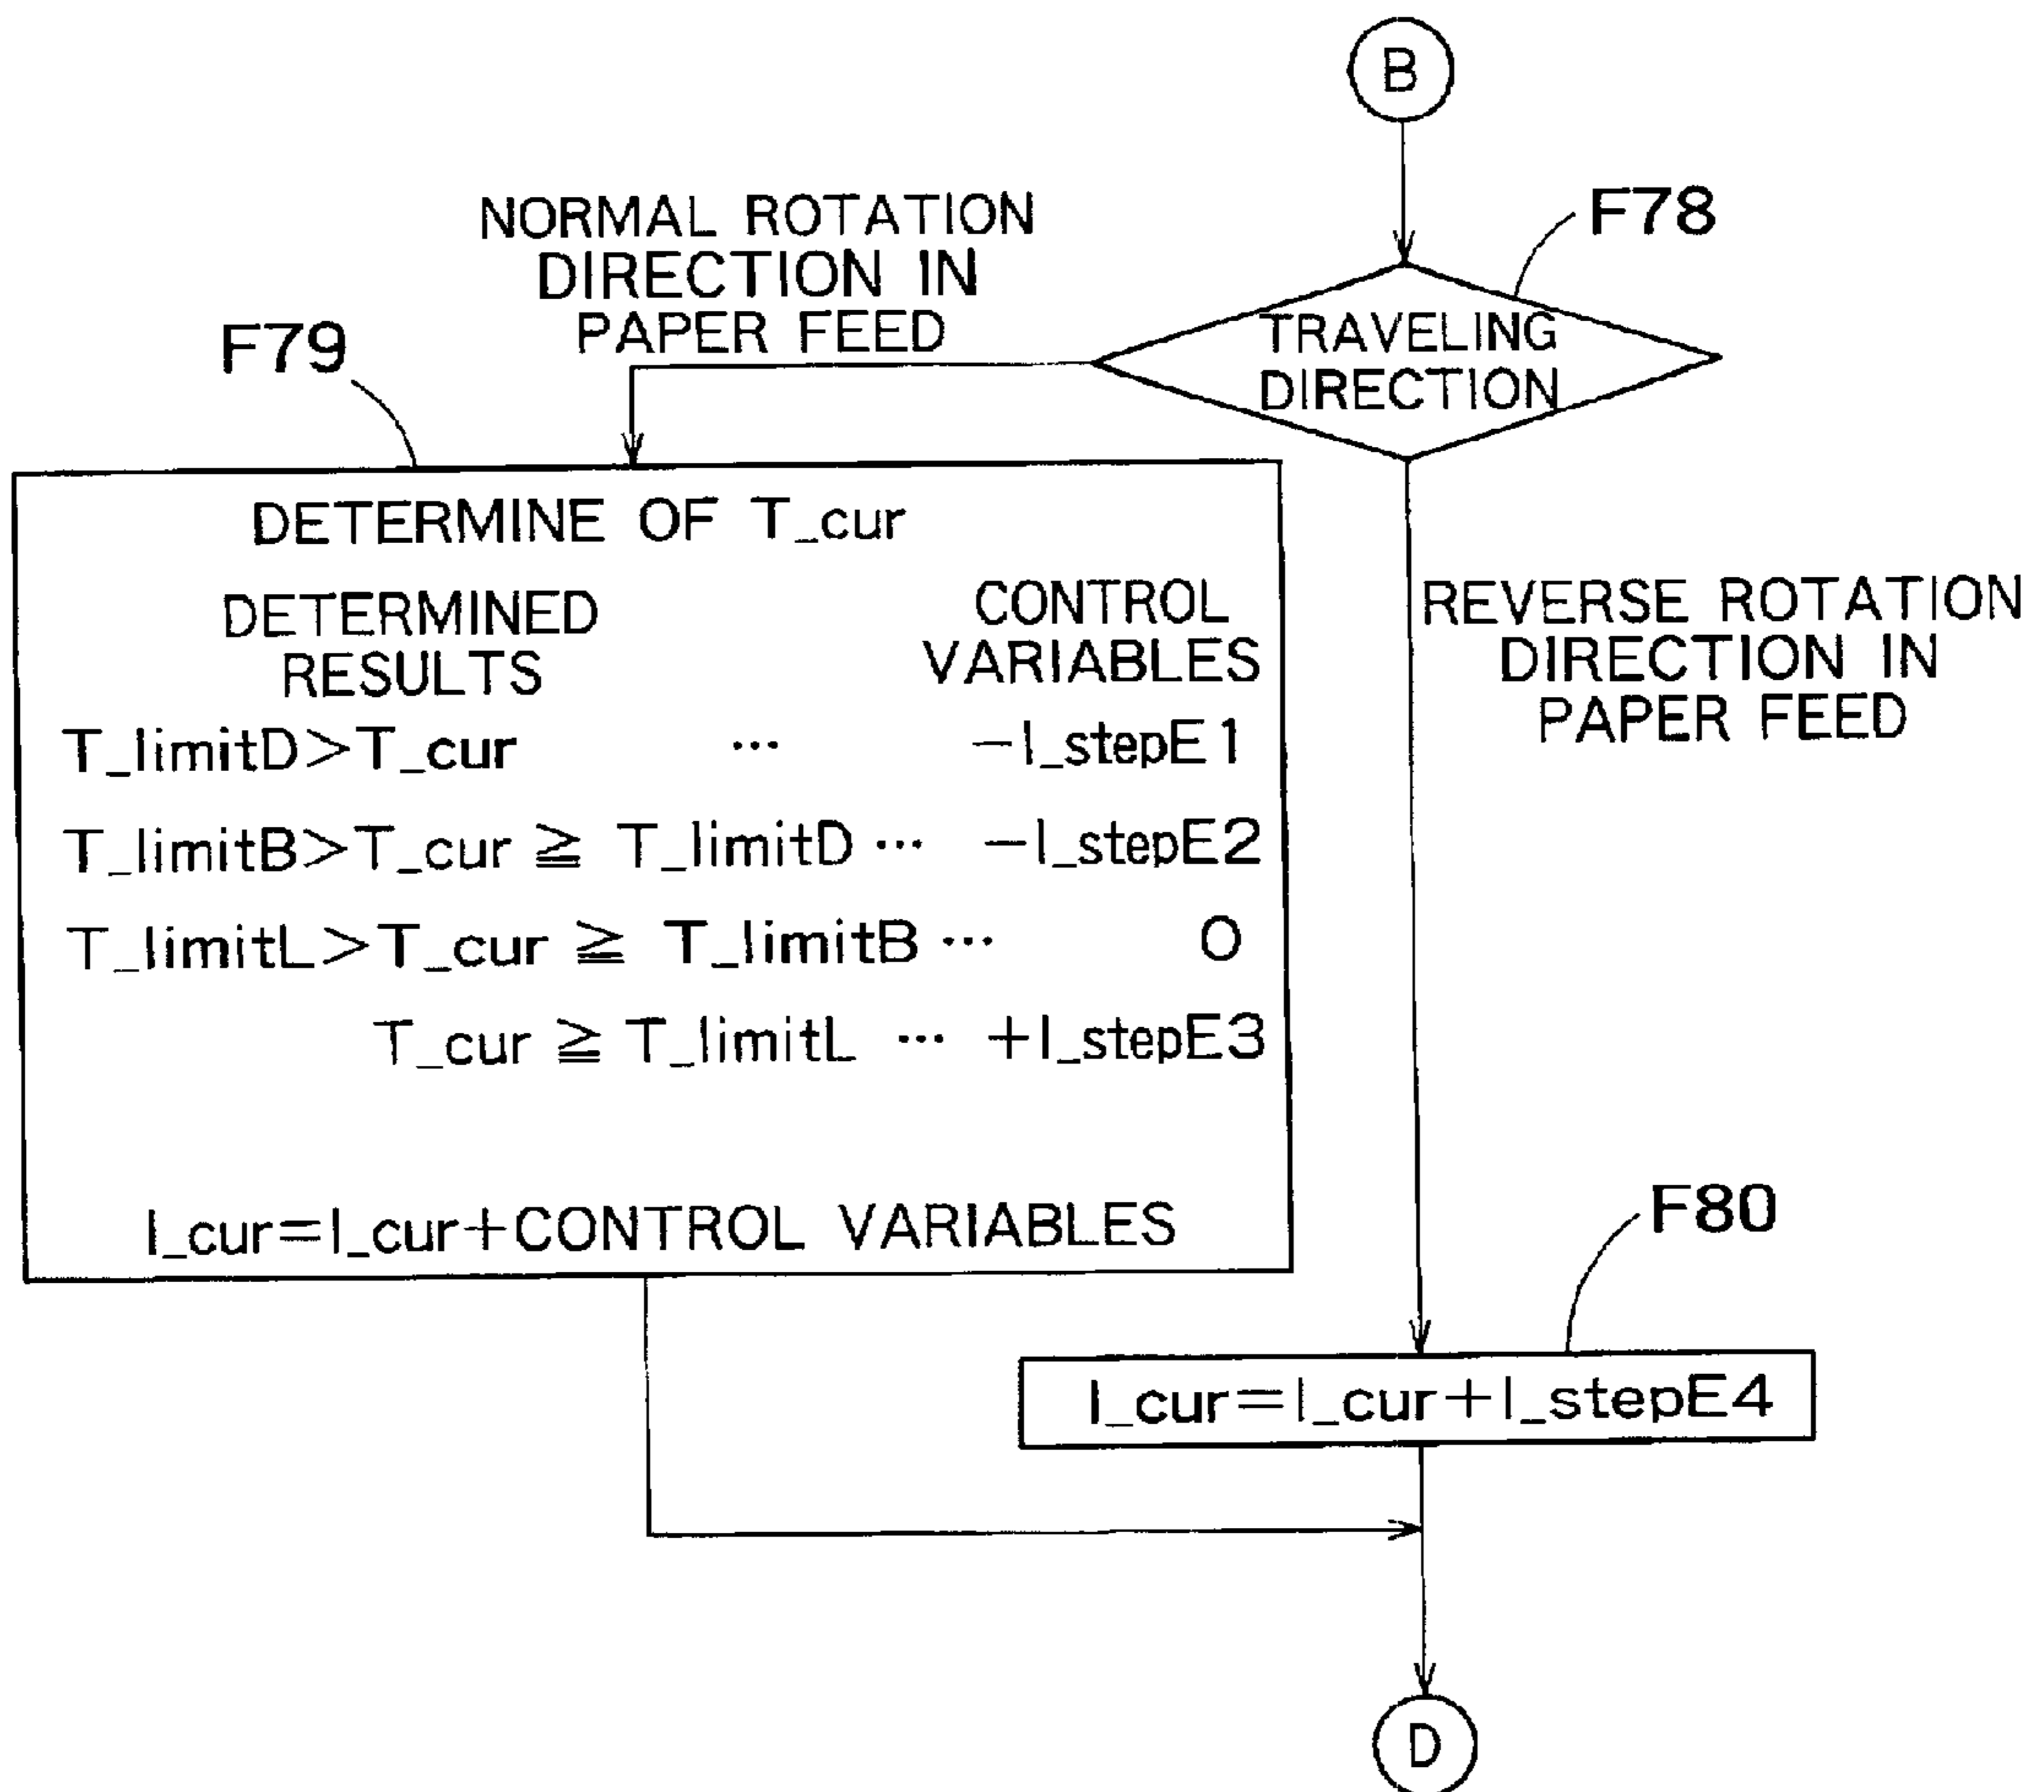 B
F78
NORMAL ROTATION
DIRECTION IN
PAPER FEED
TRAVELING
DIRECTION
F79
DETERMINE OF T_cur
DETERMINED
RESULTS
CONTROL
VARIABLES
T_limitD>T_cur ... -I_stepE1
T_limitB>T_cur ≧ T_limitD ... -I_stepE2
T_limitL>T_cur ≧ T_limitB ... 0
T_cur ≧ T_limitL ... +I_stepE3
I_cur=I_cur+CONTROL VARIABLES
REVERSE ROTATION
DIRECTION IN
PAPER FEED
F80
I_cur=I_cur+I_stepE4
D